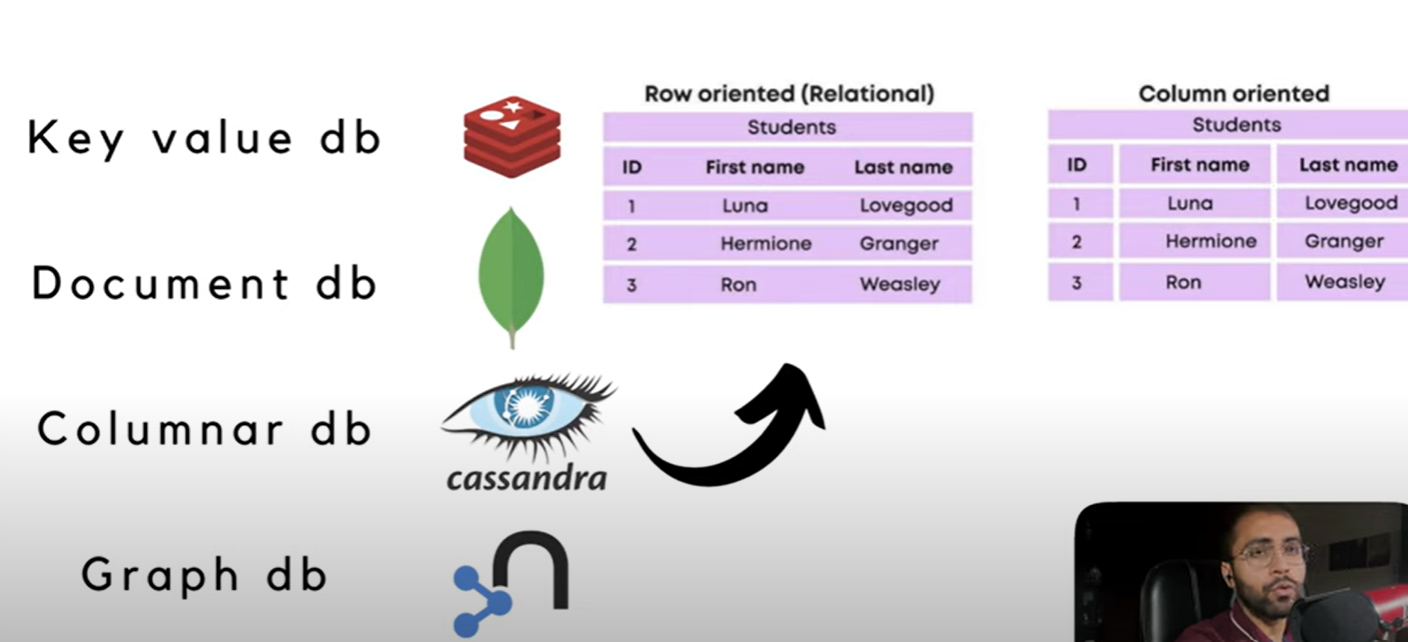 Key value db
Document db
Columnar db
cassandra
Graph db
Row oriented (Relational)
Students
ID First name Last name
1 Luna Lovegood
2 Hermione Granger
3 Ron Weasley
Column oriented
Students
ID First name Last name
1 Luna Lovegood
2 Hermione Granger
3 Ron Weasley